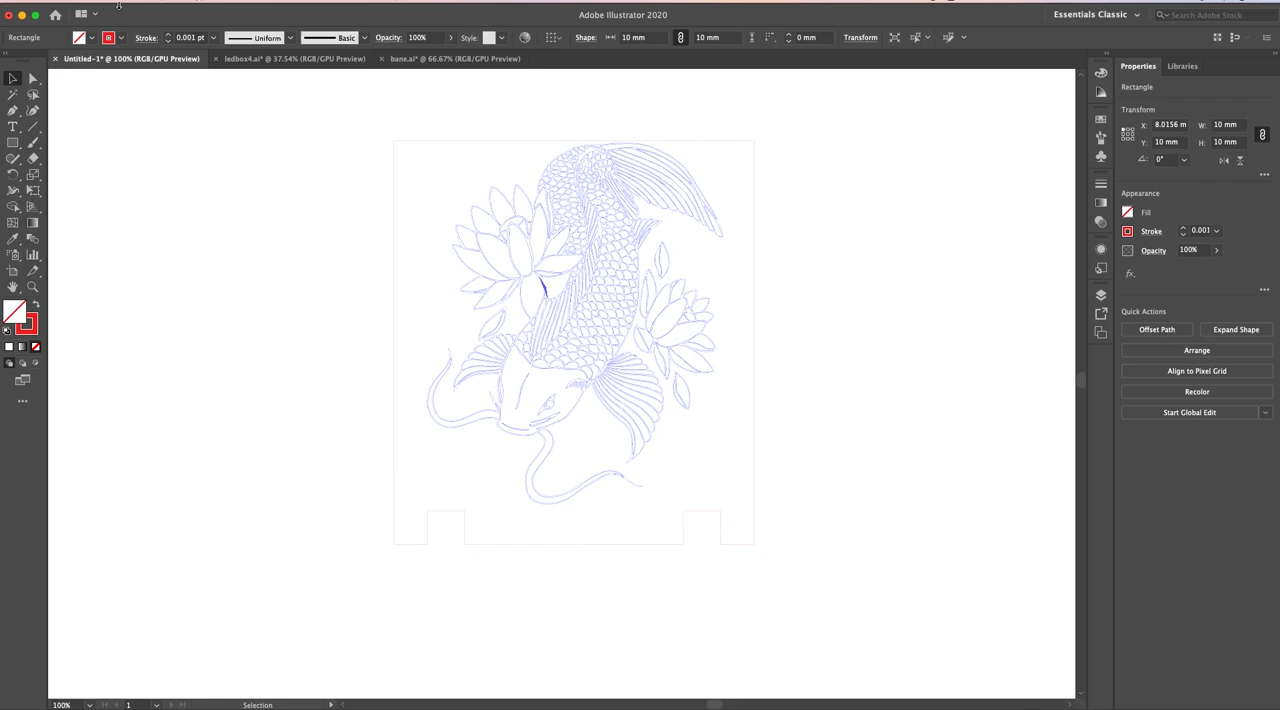 Adobe Illustrator 2020
Essentials Classic
Search Adobe Stock
Rectangle Stroke: 0.001 pt Uniform Basic Opacity: 100% Style: Shape: 10 mm 10 mm 0 mm Transform
Untitled-1* @ 100% (RGB/GPU Preview) ledbox4.ai* @ 37.54% (RGB/GPU Preview) bane.ai* @ 66.67% (RGB/GPU Preview)
Properties Libraries
Rectangle
Transform
X: 8.0156 m W: 10 mm
Y: 10 mm H: 10 mm
0°
Appearance
Fill
Stroke 0.001
Opacity 100%
fx.
Quick Actions
Offset Path Expand Shape
Arrange
Align to Pixel Grid
Recolor
Start Global Edit
100% 1 Selection